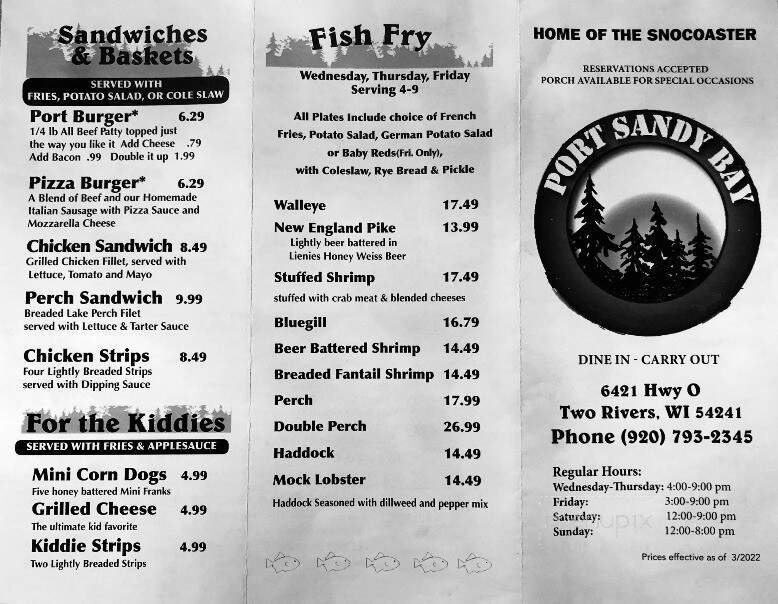 Sandwiches
& Baskets
SERVED WITH
FRIES, POTATO SALAD, OR COLE SLAW
Port Burger* 6.29
1/4 lb All Beef Patty topped just
the way you like it Add Cheese .79
Add Bacon .99 Double it up 1.99
Pizza Burger* 6.29
A Blend of Beef and our Homemade
Italian Sausage with Pizza Sauce and
Mozzarella Cheese
Chicken Sandwich 8.49
Grilled Chicken Fillet, served with
Lettuce, Tomato and Mayo
Perch Sandwich 9.99
Breaded Lake Perch Filet
served with Lettuce & Tarter Sauce
Chicken Strips 8.49
Four Lightly Breaded Strips
served with Dipping Sauce
For the Kiddies
SERVED WITH FRIES & APPLESAUCE
Mini Corn Dogs 4.99
Five honey battered Mini Franks
Grilled Cheese 4.99
The ultimate kid favorite
Kiddie Strips 4.99
Two Lightly Breaded Strips
Fish Fry
Wednesday, Thursday, Friday
Serving 4-9
All Plates Include choice of French
Fries, Potato Salad, German Potato Salad
or Baby Reds(Fri. Only),
with Coleslaw, Rye Bread & Pickle
Walleye 17.49
New England Pike 13.99
Lightly beer battered in
Lienies Honey Weiss Beer
Stuffed Shrimp 17.49
stuffed with crab meat & blended cheeses
Bluegill 16.79
Beer Battered Shrimp 14.49
Breaded Fantail Shrimp 14.49
Perch 17.99
Double Perch 26.99
Haddock 14.49
Mock Lobster 14.49
Haddock Seasoned with dillweed and pepper mix
HOME OF THE SNOCOASTER
RESERVATIONS ACCEPTED
PORCH AVAILABLE FOR SPECIAL OCCASIONS
PORT SANDY BAY
DINE IN - CARRY OUT
6421 Hwy O
Two Rivers, WI 54241
Phone (920) 793-2345
Regular Hours:
Wednesday-Thursday: 4:00-9:00 pm
Friday: 3:00-9:00 pm
Saturday: 12:00-9:00 pm
Sunday: 12:00-8:00 pm
Prices effective as of 3/2022